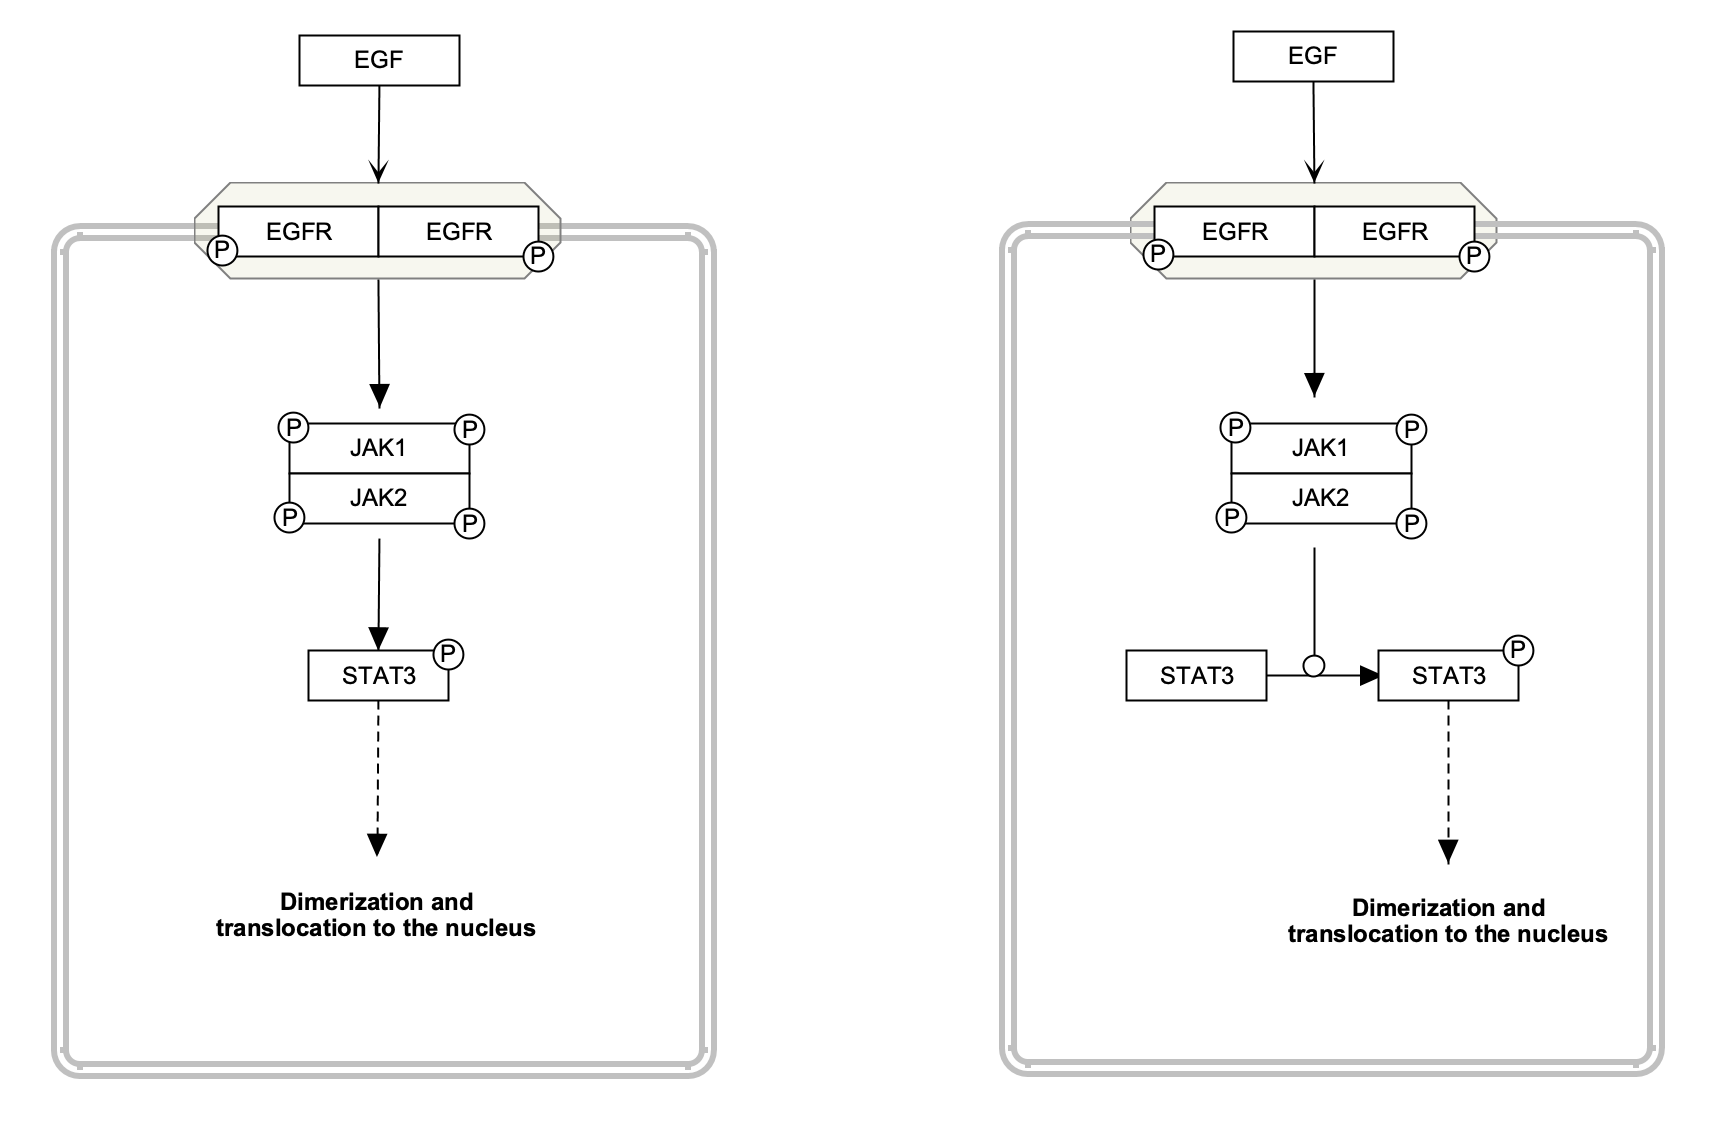 EGF
EGFR EGFR
P P
P P
JAK1
JAK2
P P
P
STAT3
Dimerization and
translocation to the nucleus
EGF
EGFR EGFR
P P
P P
JAK1
JAK2
P P
P
STAT3 STAT3
Dimerization and
translocation to the nucleus